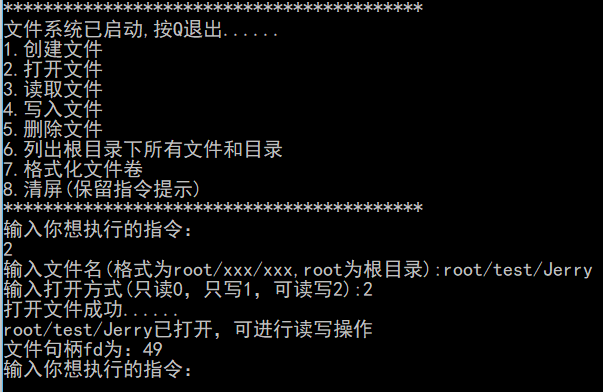 ******************************************
文件系统已启动,按Q退出......
1.创建文件
2.打开文件
3.读取文件
4.写入文件
5.删除文件
6.列出根目录下所有文件和目录
7.格式化文件卷
8.清屏(保留指令提示)
******************************************
输入你想执行的指令:
2
输入文件名(格式为root/xxx/xxx,root为根目录):root/test/Jerry
输入打开方式(只读0，只写1，可读写2):2
打开文件成功......
root/test/Jerry已打开，可进行读写操作
文件句柄fd为：49
输入你想执行的指令: